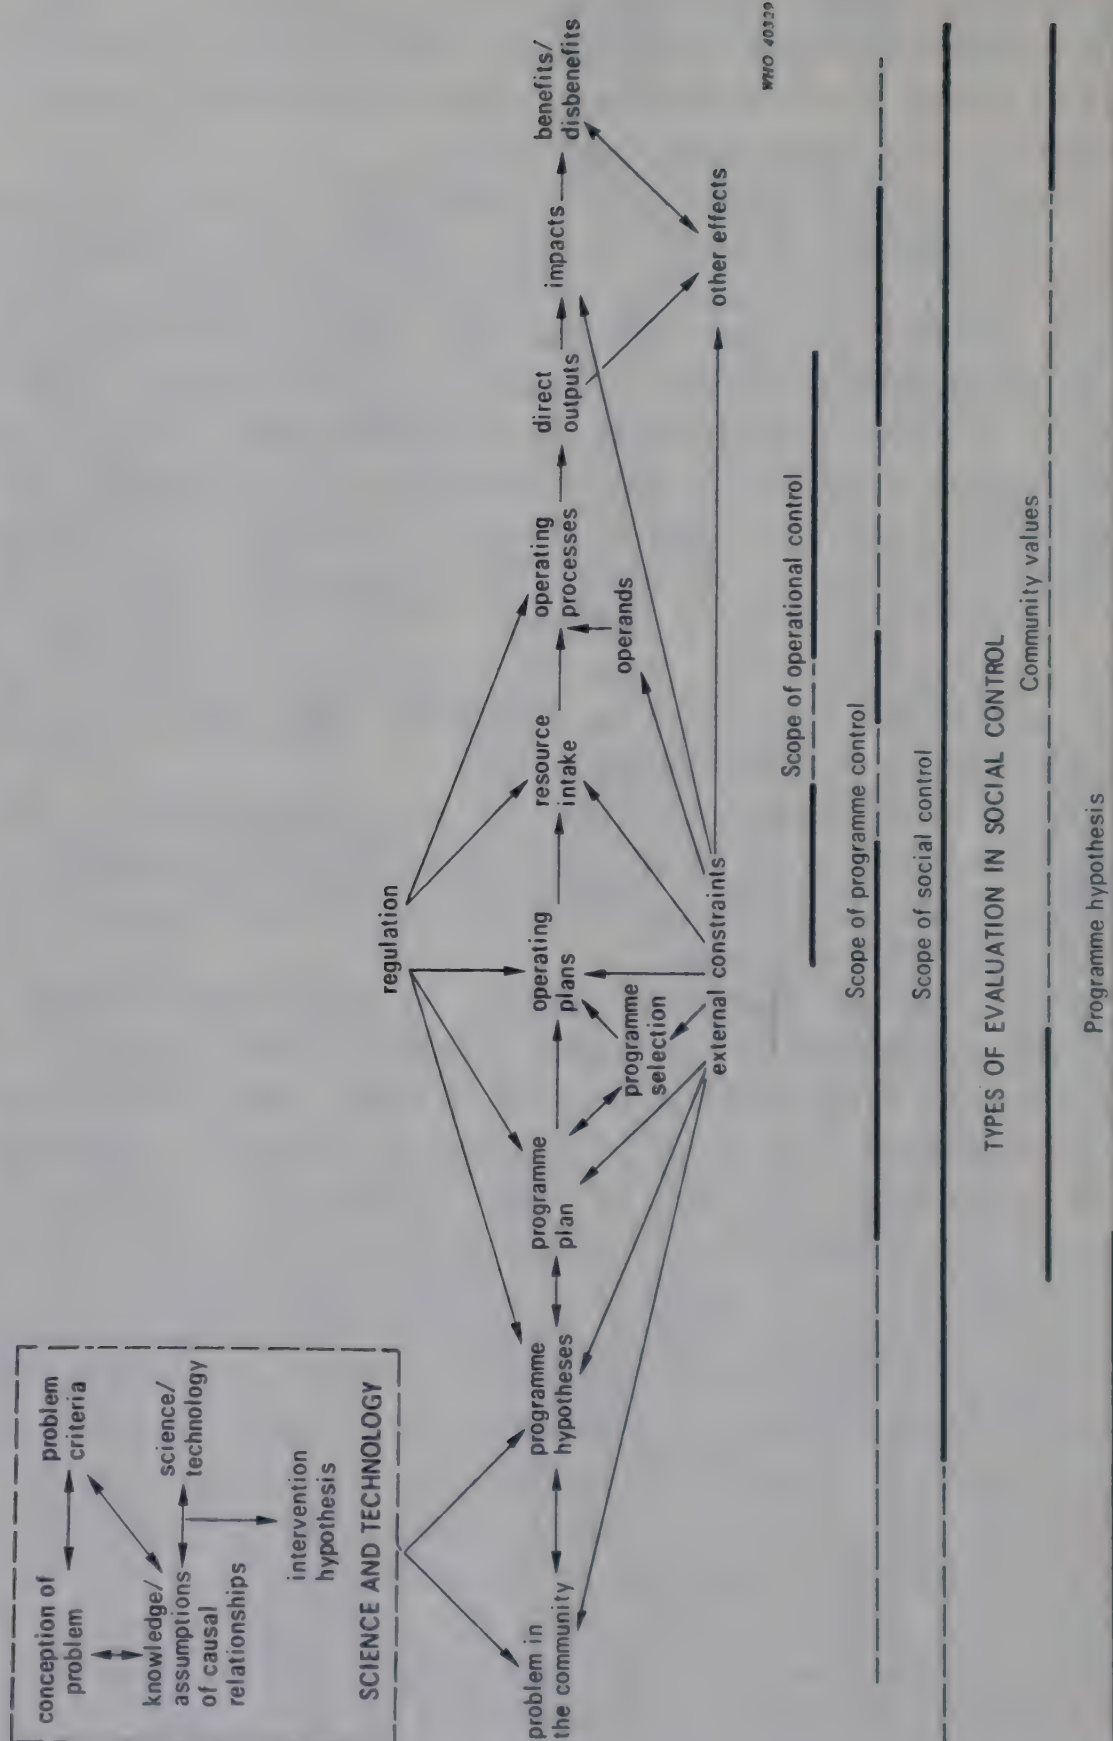 conception of
problem
problem
criteria
knowledge/
assumptions
of causal
relationships
science/
technology
intervention
hypothesis
SCIENCE AND TECHNOLOGY
regulation
problem in
the community
programme
hypotheses
programme
plan
operating
plans
resource
intake
operating
processes
direct
outputs
impacts
benefits/
disbenefits
programme
selection
operands
external constraints
other effects
WHO 40329
Scope of operational control
Scope of programme control
Scope of social control
TYPES OF EVALUATION IN SOCIAL CONTROL
Community values
Programme hypothesis